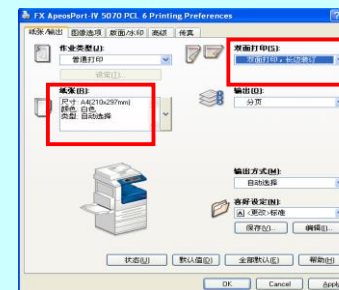 FX ApeosPort-IV 5070 PCL 6 Printing Preferences
纸张/输出 图像选项 版面/水印 高级 传真
作业类型(J):
普通打印
设定(T)...
双面打印(S):
双面打印，长边装订
纸张(R):
尺寸: A4(210x297mm)
颜色: 白色
类型: 自动选择
输出(O):
分页
输出方式(M):
自动选择
喜好设定(N):
<更改>标准
保存(V)...
编辑(I)...
状态(U)
默认值(D)
全部默认(E)
帮助(H)
OK
Cancel
Apply